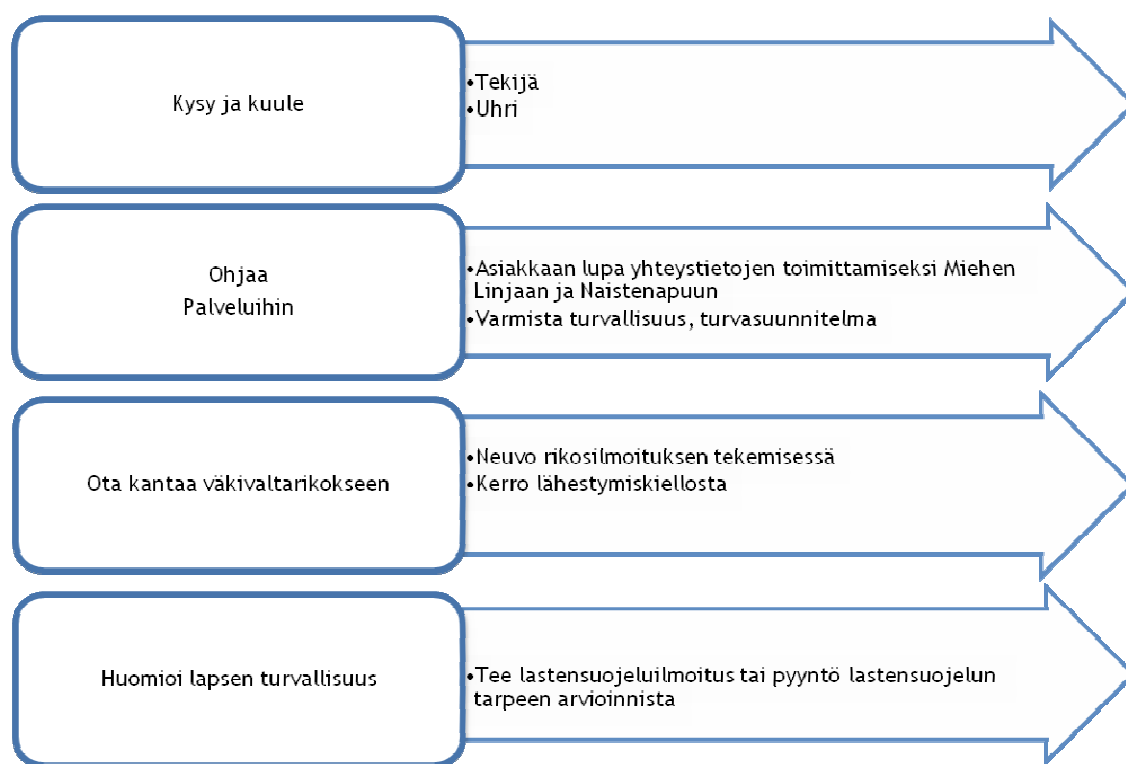 Kysy ja kuule
•Tekijä
•Uhri
Ohjaa
Palveluihin
•Asiakkaan lupa yhteystietojen toimittamiseksi Miehen
Linjaan ja Naistenapuun
•Varmista turvallisuus, turvasuunnitelma
Ota kantaa väkivaltarikokseen
•Neuvo rikosilmoituksen tekemisessä
•Kerro lähestymiskiellosta
Huomioi lapsen turvallisuus
•Tee lastensuojeluilmoitus tai pyyntö lastensuojelun
tarpeen arvioinnista